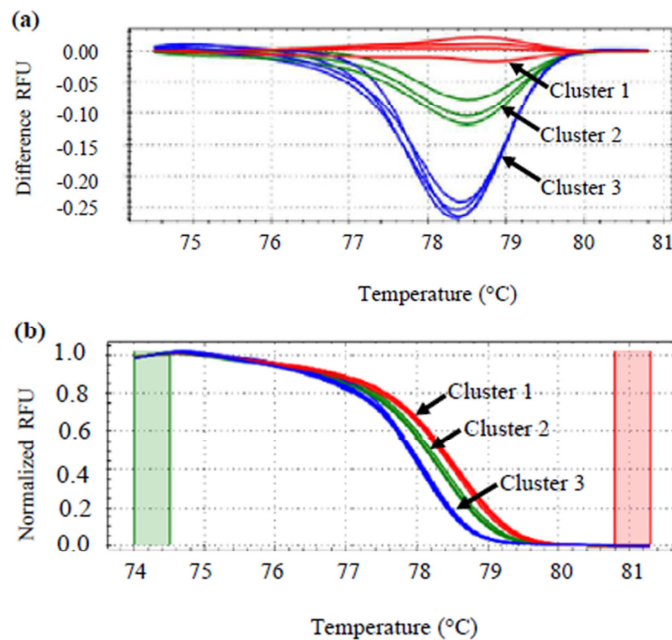 (a)
0.00
-0.05
-0.10
-0.15
-0.20
-0.25
Difference RFU
Cluster 1
Cluster 2
Cluster 3
75 76 77 78 79 80 81
Temperature (°C)
(b)
1.0
0.8
0.6
0.4
0.2
0.0
Normalized RFU
Cluster 1
Cluster 2
Cluster 3
74 75 76 77 78 79 80 81
Temperature (°C)